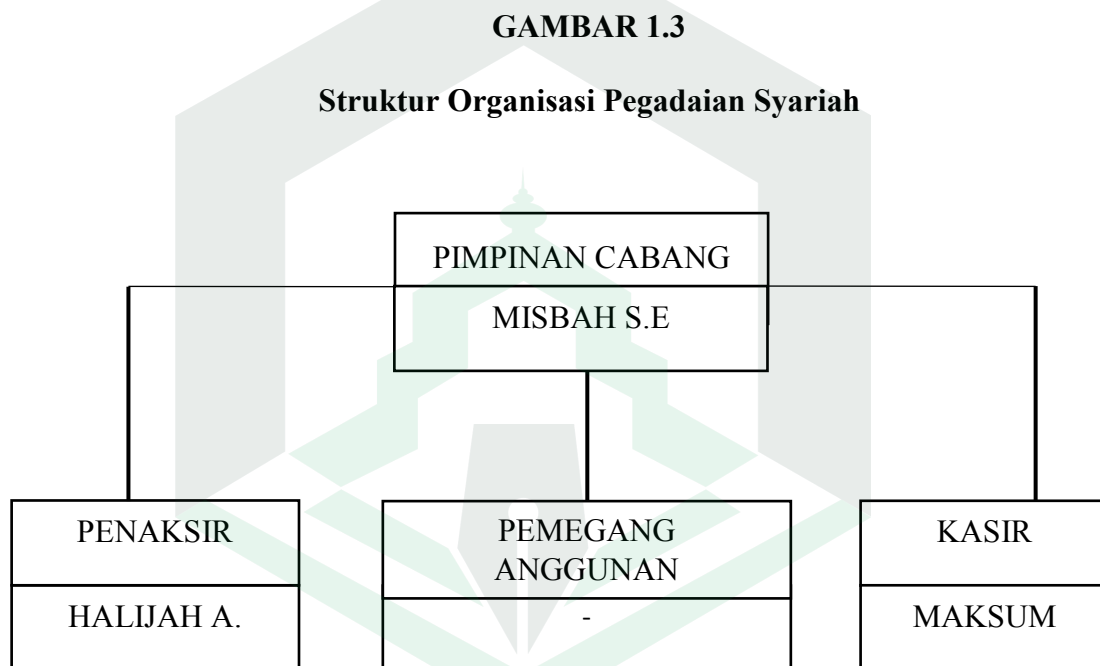 GAMBAR 1.3
Struktur Organisasi Pegadaian Syariah
PIMPINAN CABANG
MISBAH S.E
PENAKSIR
HALIJAH A.
PEMEGANG
ANGGUNAN
-
KASIR
MAKSUM